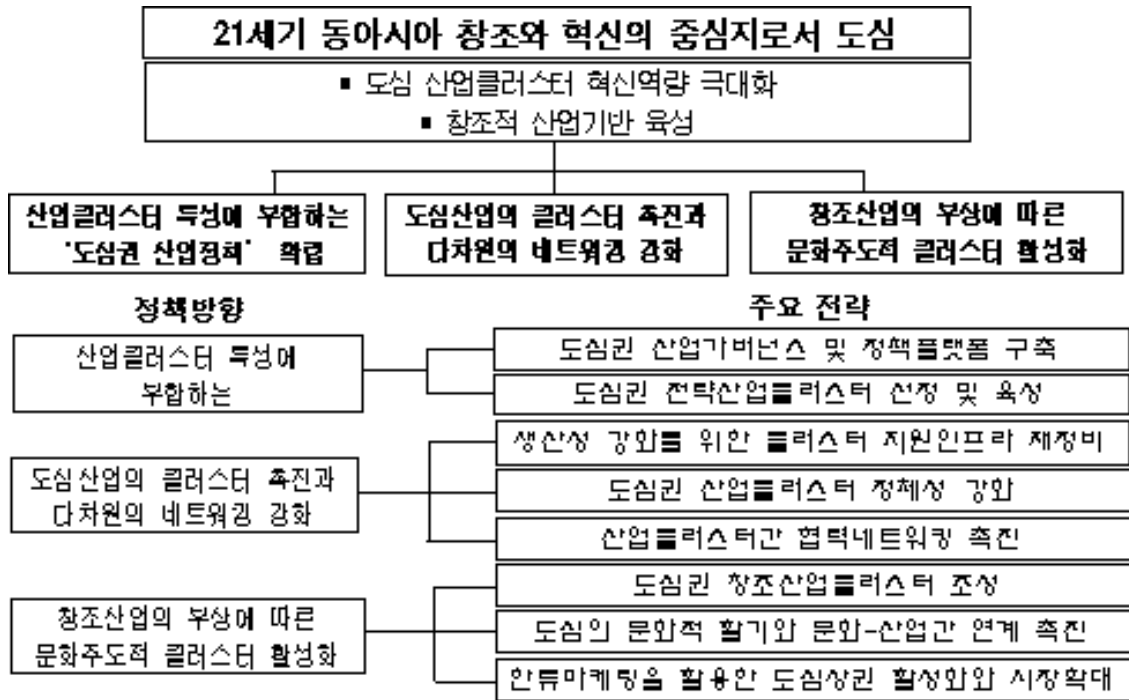 21세기 동아시아 창조와 혁신의 중심지로서 도심
▪ 도심 산업클러스터 혁신역량 극대화
▪ 창조적 산업기반 육성
산업클러스터 특성에 부합하는
'도심권 산업정책' 확립
도심산업의 클러스터 촉진과
다차원의 네트워킹 강화
창조산업의 부상에 따른
문화주도적 클러스터 활성화
정책방향
주요 전략
산업클러스터 특성에
부합하는
도심권 산업거버넌스 및 정책플랫폼 구축
도심권 전략산업클러스터 선정 및 육성
도심산업의 클러스터 촉진과
다차원의 네트워킹 강화
생산성 강화를 위한 클러스터 지원인프라 재정비
도심권 산업클러스터 정체성 강화
산업클러스터간 협력네트워킹 촉진
창조산업의 부상에 따른
문화주도적 클러스터 활성화
도심권 창조산업클러스터 조성
도심의 문화적 활기와 문화-산업간 연계 촉진
한류마케팅을 활용한 도심상권 활성화와 시장확대